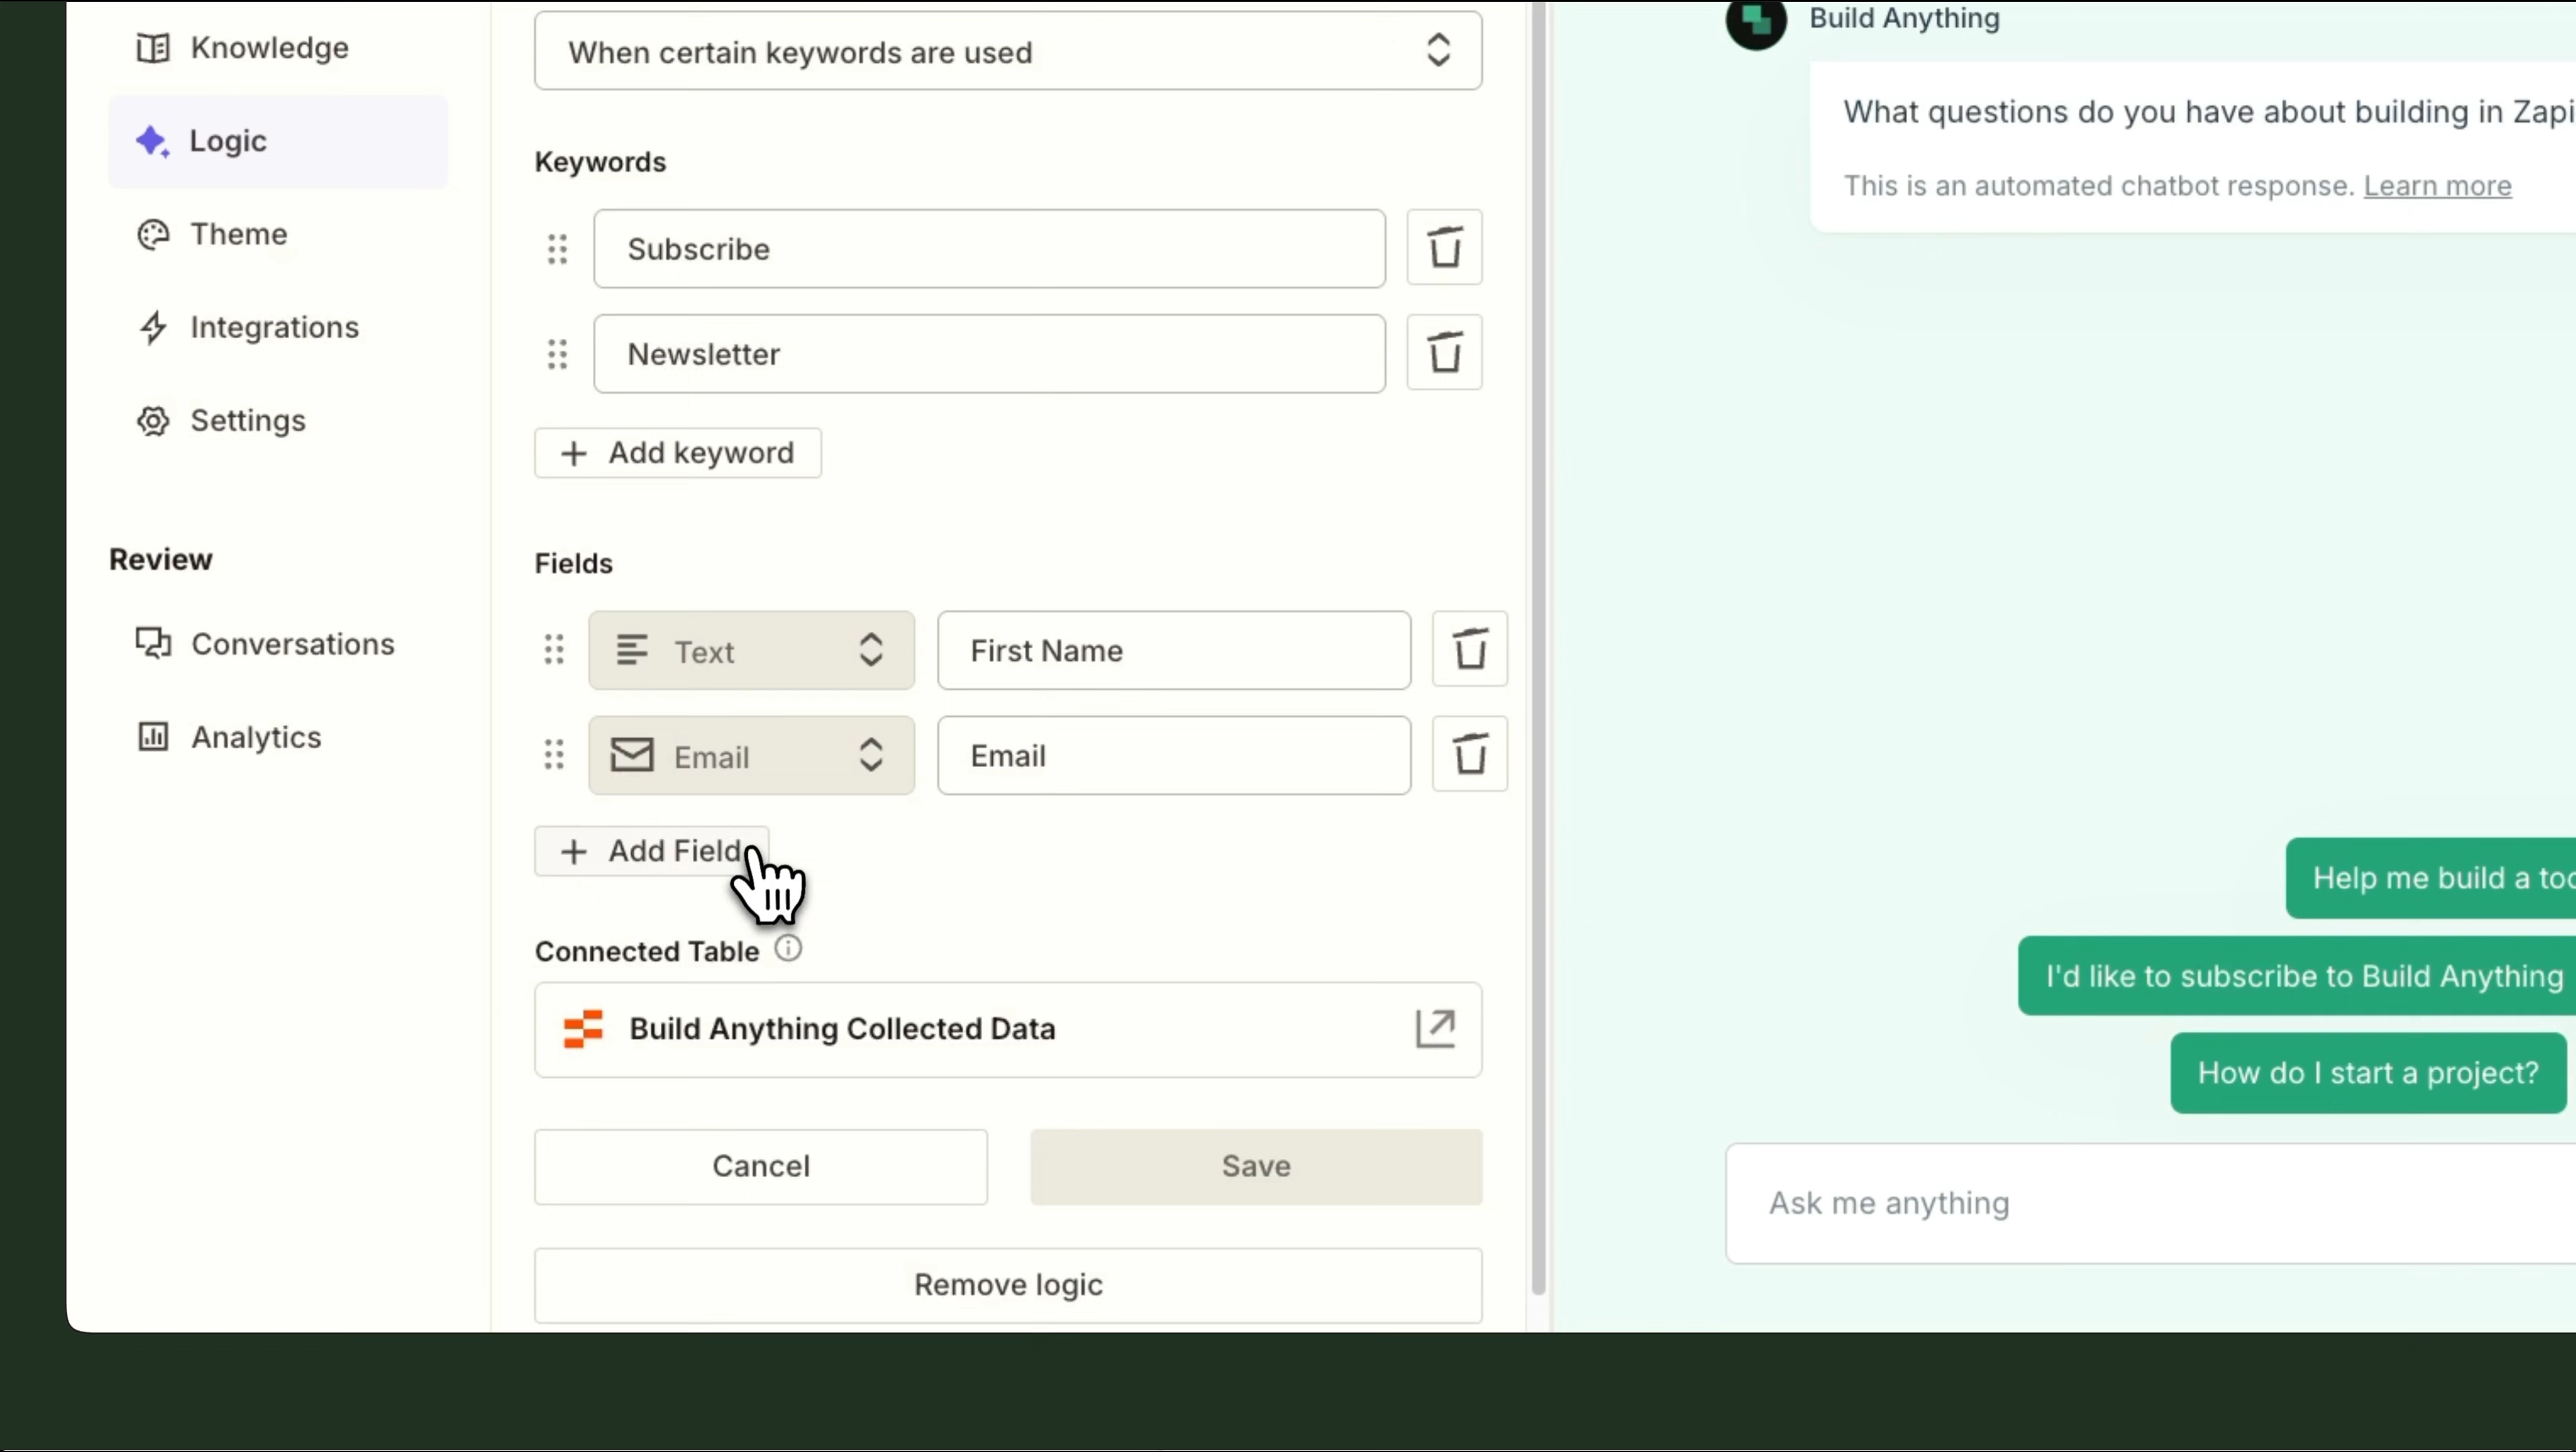 Knowledge
Logic
Theme
Integrations
Settings
Review
Conversations
Analytics
When certain keywords are used
Keywords
Subscribe
Newsletter
+ Add keyword
Fields
Text
First Name
Email
Email
+ Add Field
Connected Table
Build Anything Collected Data
Cancel
Save
Remove logic
Build Anything
What questions do you have about building in Zapi
This is an automated chatbot response. Learn more
Help me build a too
I'd like to subscribe to Build Anything
How do I start a project?
Ask me anything